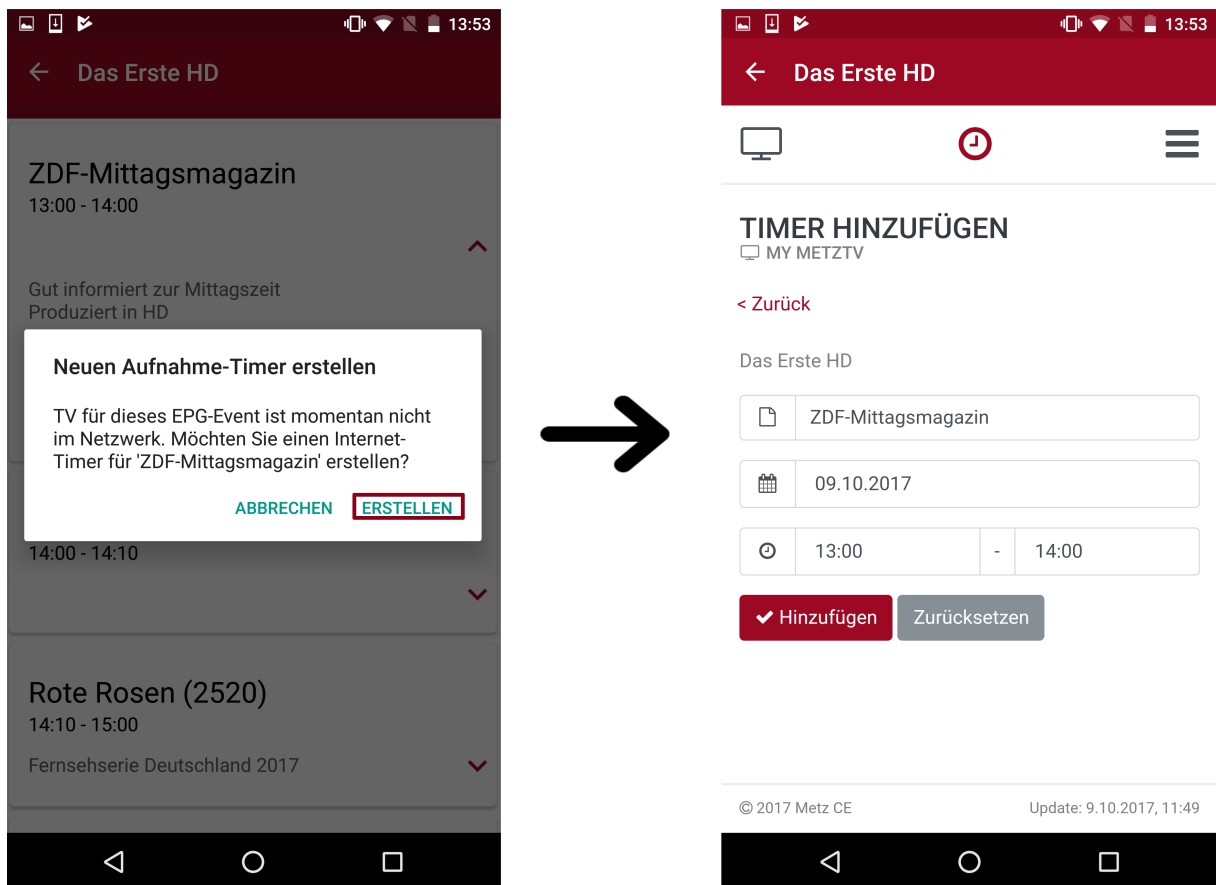 13:53
Das Erste HD
ZDF-Mittagsmagazin
13:00 - 14:00
Gut informiert zur Mittagszeit
Produziert in HD
Neuen Aufnahme-Timer erstellen
TV für dieses EPG-Event ist momentan nicht
im Netzwerk. Möchten Sie einen Internet-
Timer für 'ZDF-Mittagsmagazin' erstellen?
ABBRECHEN ERSTELLEN
14:00 - 14:10
Rote Rosen (2520)
14:10 - 15:00
Fernsehserie Deutschland 2017
13:53
Das Erste HD
TIMER HINZUFÜGEN
MY METZTV
< Zurück
Das Erste HD
ZDF-Mittagsmagazin
09.10.2017
13:00 - 14:00
Hinzufügen Zurücksetzen
© 2017 Metz CE Update: 9.10.2017, 11:49